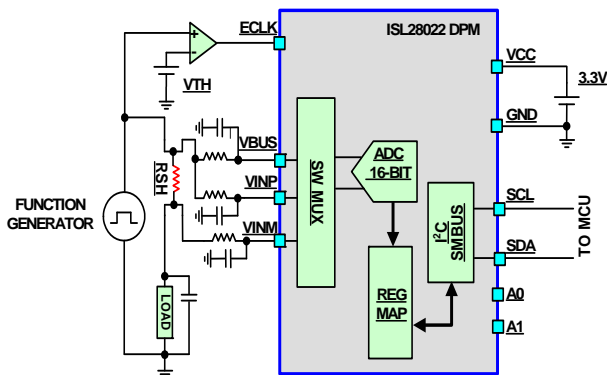 ISL28022 DPM
ECLK
VCC
3.3V
VTH
GND
VBUS
ADC
16-BIT
RSH
SW MUX
VINP
SCL
FUNCTION
GENERATOR
VINM
I²C
SMBUS
SDA
TO MCU
REG
MAP
A0
LOAD
A1
+
-